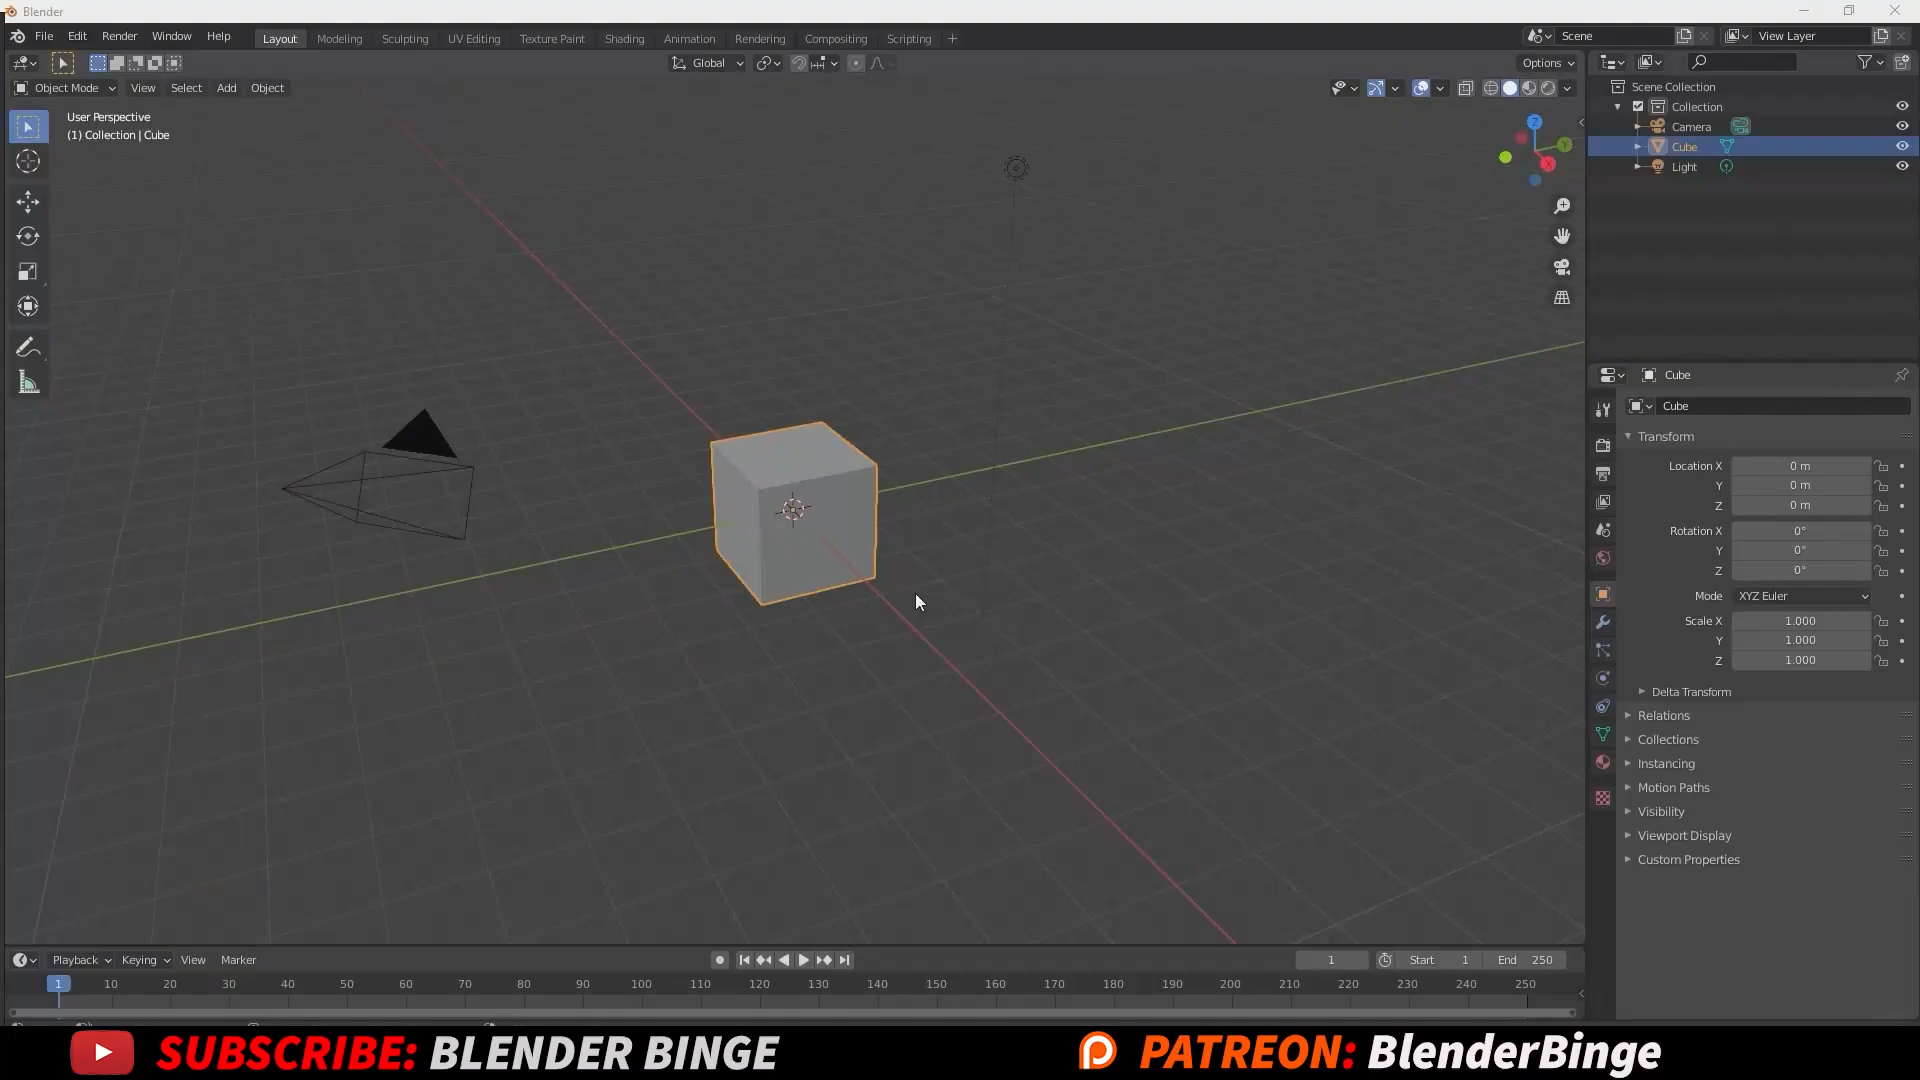 Blender
File Edit Render Window Help Layout Modeling Sculpting UV Editing Texture Paint Shading Animation Rendering Compositing Scripting + Scene View Layer
Global Options
Object Mode View Select Add Object
User Perspective
(1) Collection | Cube
Z
Y
X
Scene Collection
Collection
Camera
Cube
Light
Cube
Cube
Transform
Location X 0 m
Y 0 m
Z 0 m
Rotation X 0°
Y 0°
Z 0°
Mode XYZ Euler
Scale X 1.000
Y 1.000
Z 1.000
Delta Transform
Relations
Collections
Instancing
Motion Paths
Visibility
Viewport Display
Custom Properties
Playback Keying View Marker 1 Start 1 End 250
1 10 20 30 40 50 60 70 80 90 100 110 120 130 140 150 160 170 180 190 200 210 220 230 240 250
SUBSCRIBE: BLENDER BINGE PATREON: BlenderBinge